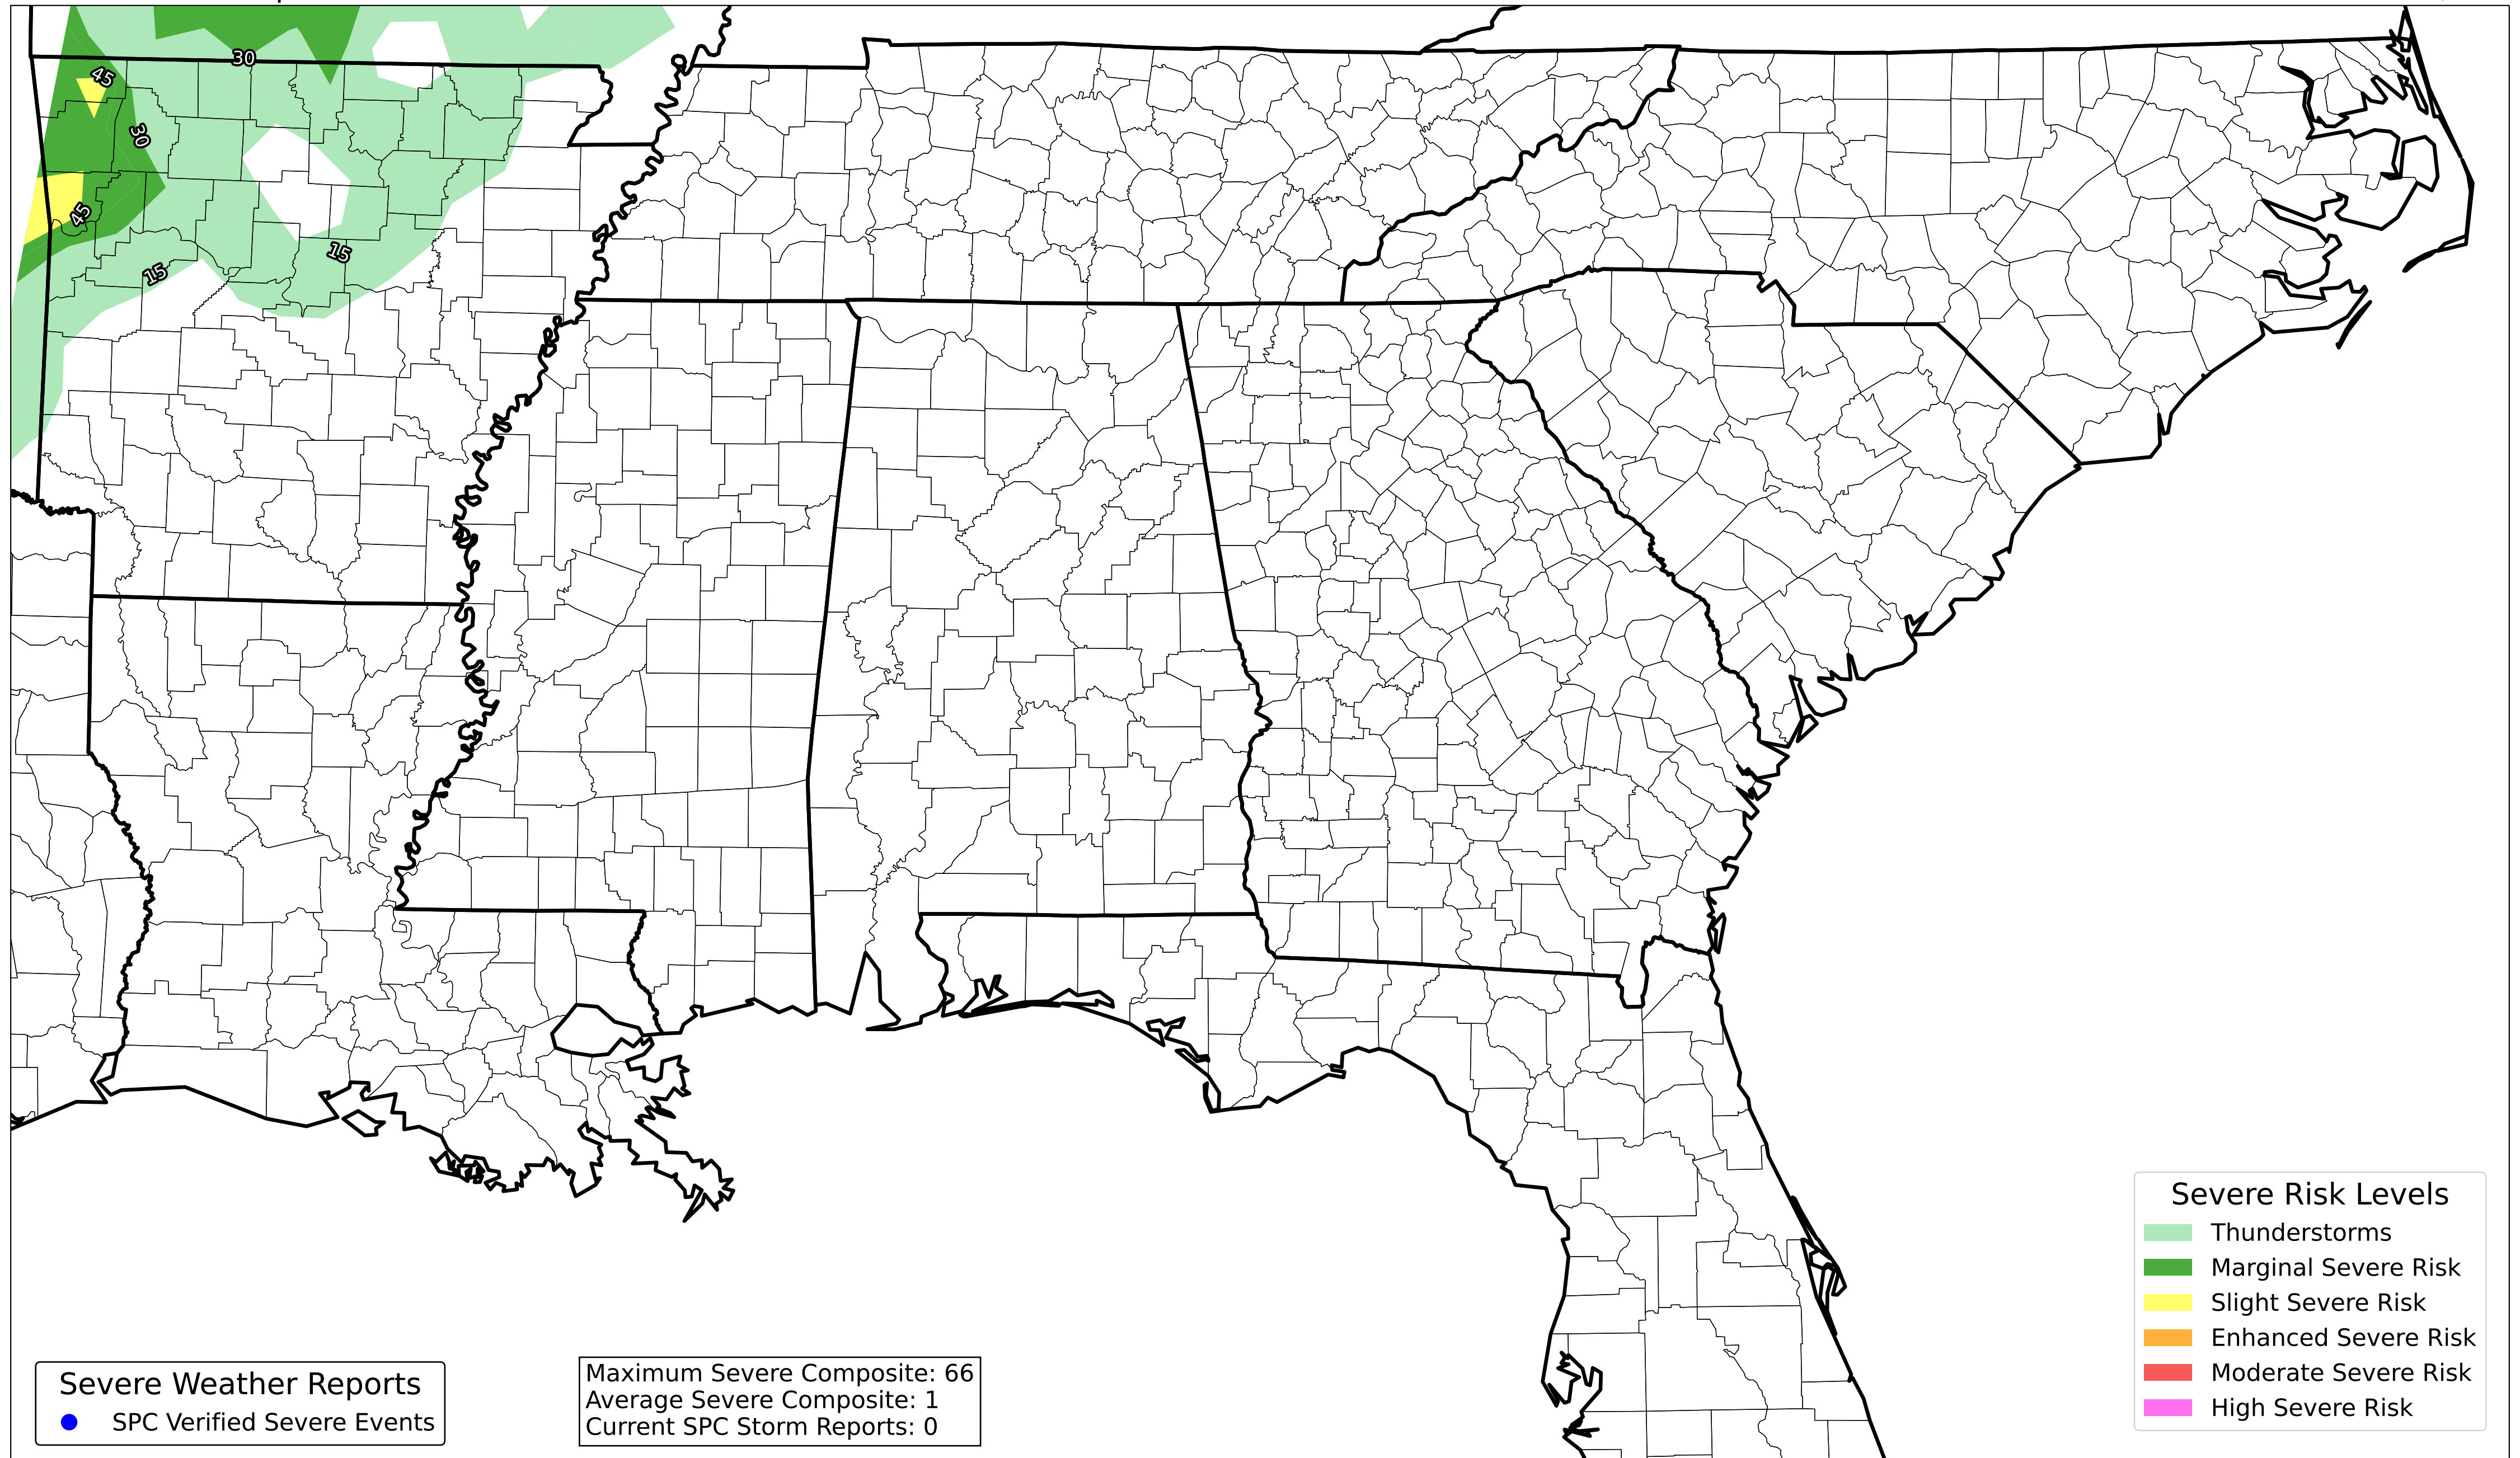 30
45
30
45
15
15
Severe Risk Levels
Thunderstorms
Marginal Severe Risk
Slight Severe Risk
Enhanced Severe Risk
Moderate Severe Risk
High Severe Risk
Maximum Severe Composite: 66
Average Severe Composite: 1
Current SPC Storm Reports: 0
Severe Weather Reports
SPC Verified Severe Events